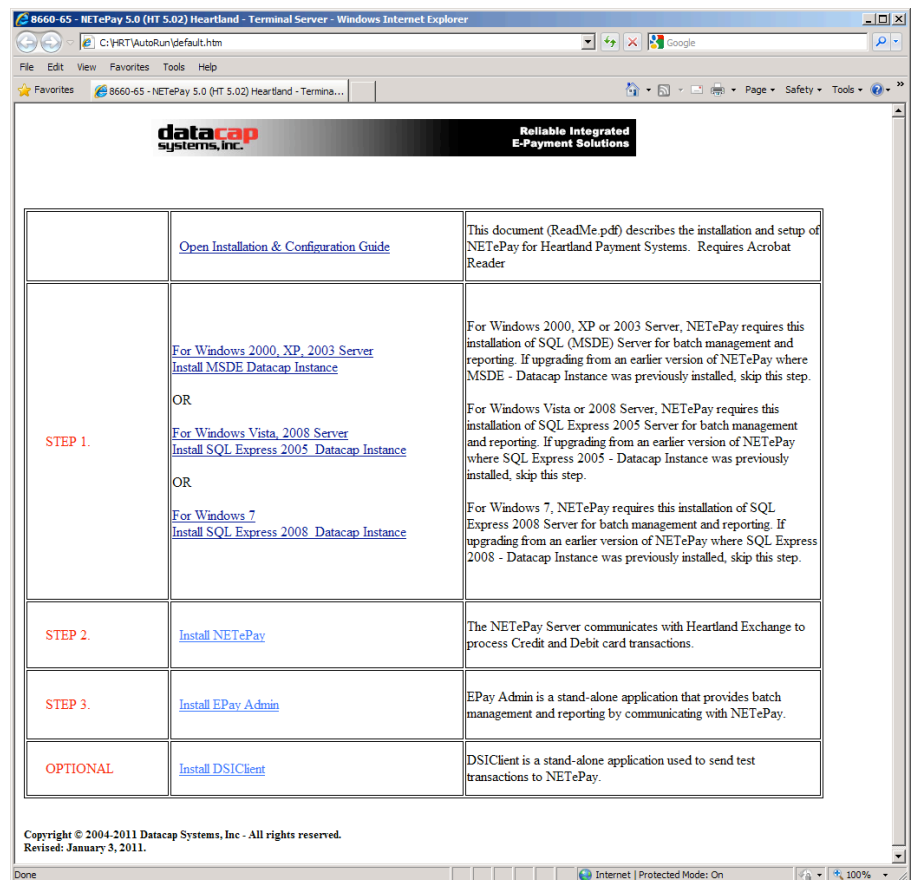 8660-65 - NETePay 5.0 (HT 5.02) Heartland - Terminal Server - Windows Internet Explorer
C:\HRT\AutoRun\default.htm
Google
File Edit View Favorites Tools Help
Favorites
8660-65 - NETePay 5.0 (HT 5.02) Heartland - Termina...
Page Safety Tools
datacap
systems, inc.
Reliable Integrated
E-Payment Solutions
Open Installation & Configuration Guide
This document (ReadMe.pdf) describes the installation and setup of
NETePay for Heartland Payment Systems. Requires Acrobat
Reader
STEP 1.
For Windows 2000, XP, 2003 Server
Install MSDE Datacap Instance
OR
For Windows Vista, 2008 Server
Install SQL Express 2005 Datacap Instance
OR
For Windows 7
Install SQL Express 2008 Datacap Instance
For Windows 2000, XP or 2003 Server, NETePay requires this
installation of SQL (MSDE) Server for batch management and
reporting. If upgrading from an earlier version of NETePay where
MSDE - Datacap Instance was previously installed, skip this step.
For Windows Vista or 2008 Server, NETePay requires this
installation of SQL Express 2005 Server for batch management
and reporting. If upgrading from an earlier version of NETePay
where SQL Express 2005 - Datacap Instance was previously
installed, skip this step.
For Windows 7, NETePay requires this installation of SQL
Express 2008 Server for batch management and reporting. If
upgrading from an earlier version of NETePay where SQL Express
2008 - Datacap Instance was previously installed, skip this step.
STEP 2.
Install NETePay
The NETePay Server communicates with Heartland Exchange to
process Credit and Debit card transactions.
STEP 3.
Install EPay Admin
EPay Admin is a stand-alone application that provides batch
management and reporting by communicating with NETePay.
OPTIONAL
Install DSIClient
DSIClient is a stand-alone application used to send test
transactions to NETePay.
Copyright © 2004-2011 Datacap Systems, Inc - All rights reserved.
Revised: January 3, 2011.
Done
Internet | Protected Mode: On
100%